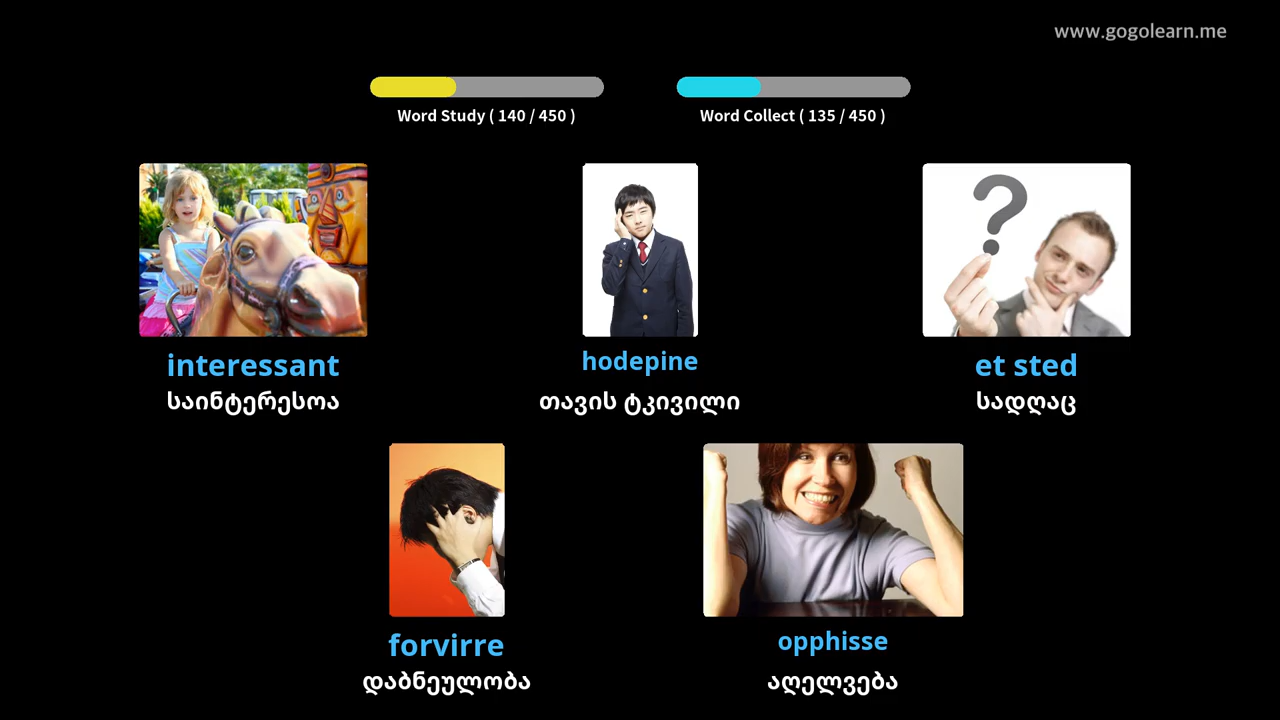 www.gogolearn.me
Word Study ( 140 / 450 )
Word Collect ( 135 / 450 )
interessant
საინტერესოა
hodepine
თავის ტკივილი
et sted
სადღაც
forvirre
დაბნეულობა
opphisse
აღელვება